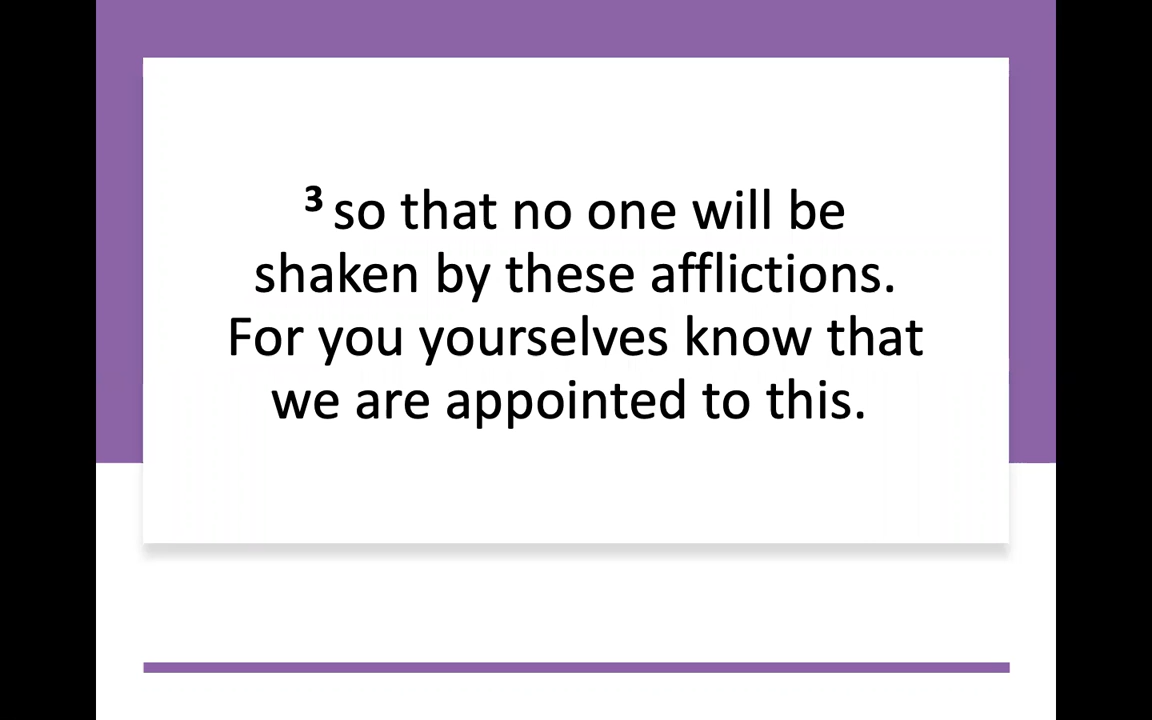 ³ so that no one will be
shaken by these afflictions.
For you yourselves know that
we are appointed to this.